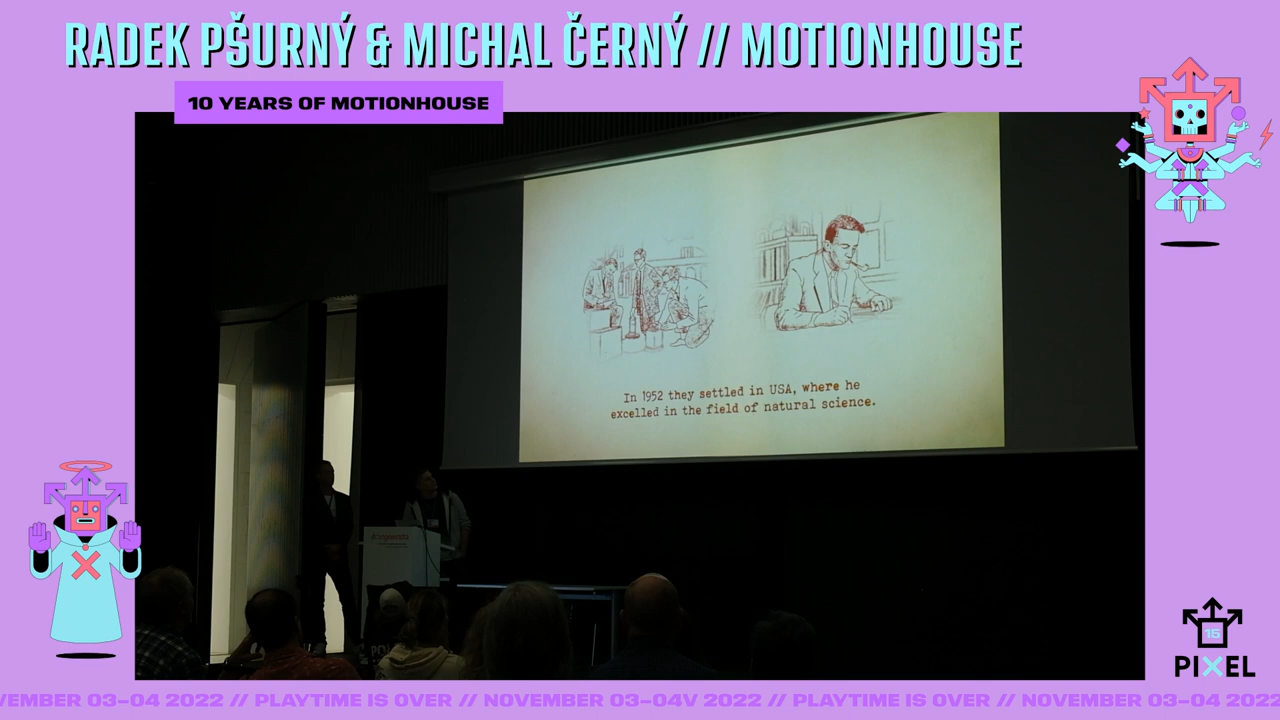 RADEK PŠURNÝ & MICHAL ČERNÝ // MOTIONHOUSE
10 YEARS OF MOTIONHOUSE
In 1952 they settled in USA, where he
excelled in the field of natural science.
15
PIXEL
VEMBER 03-04 2022 // PLAYTIME IS OVER // NOVEMBER 03-04V 2022 // PLAYTIME IS OVER // NOVEMBER 03-04 2022